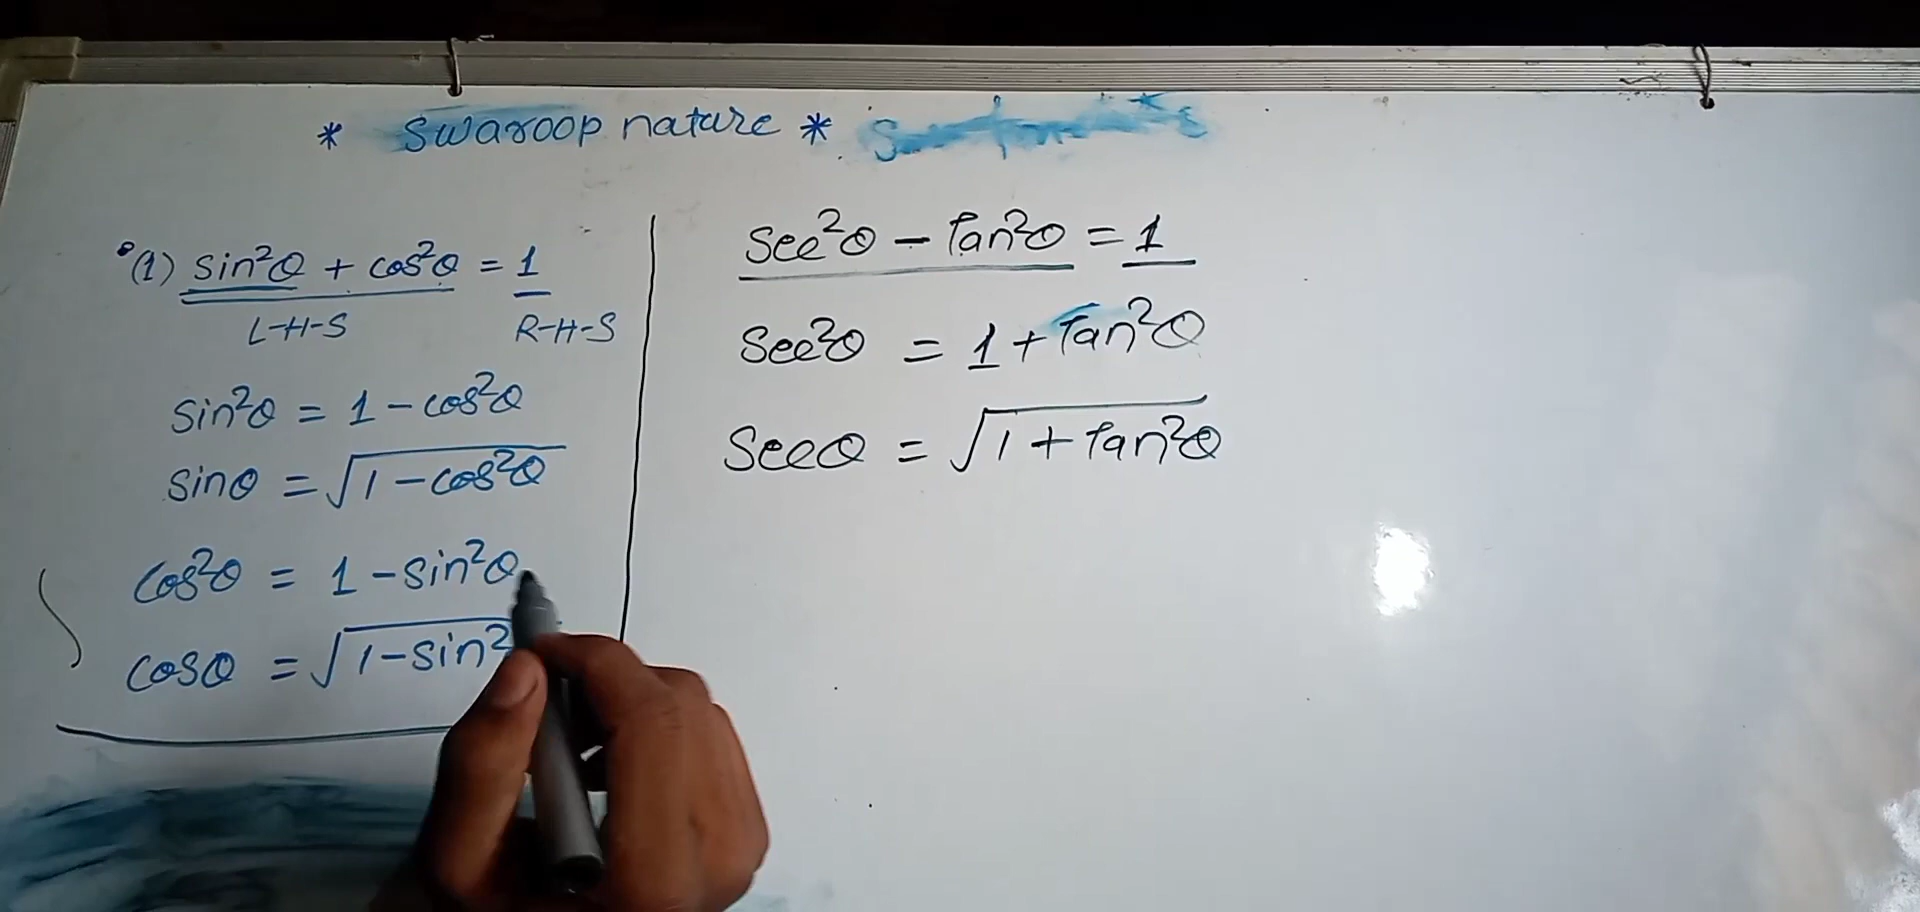 * Swaroop nature *
(1) sin²θ + cos²θ = 1
L-H-S R-H-S
sin²θ = 1 - cos²θ
sinθ = √1 - cos²θ
cos²θ = 1 - sin²θ
cosθ = √1 - sin²
sec²θ - tan²θ = 1
sec²θ = 1 + tan²θ
secθ = √1 + tan²θ